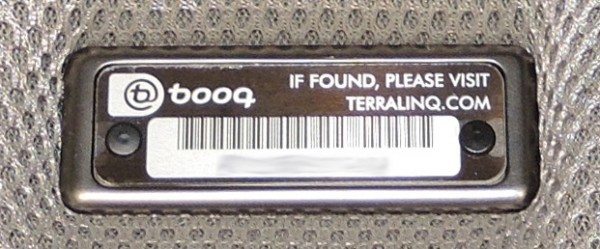 booq
IF FOUND, PLEASE VISIT
TERRALINQ.COM